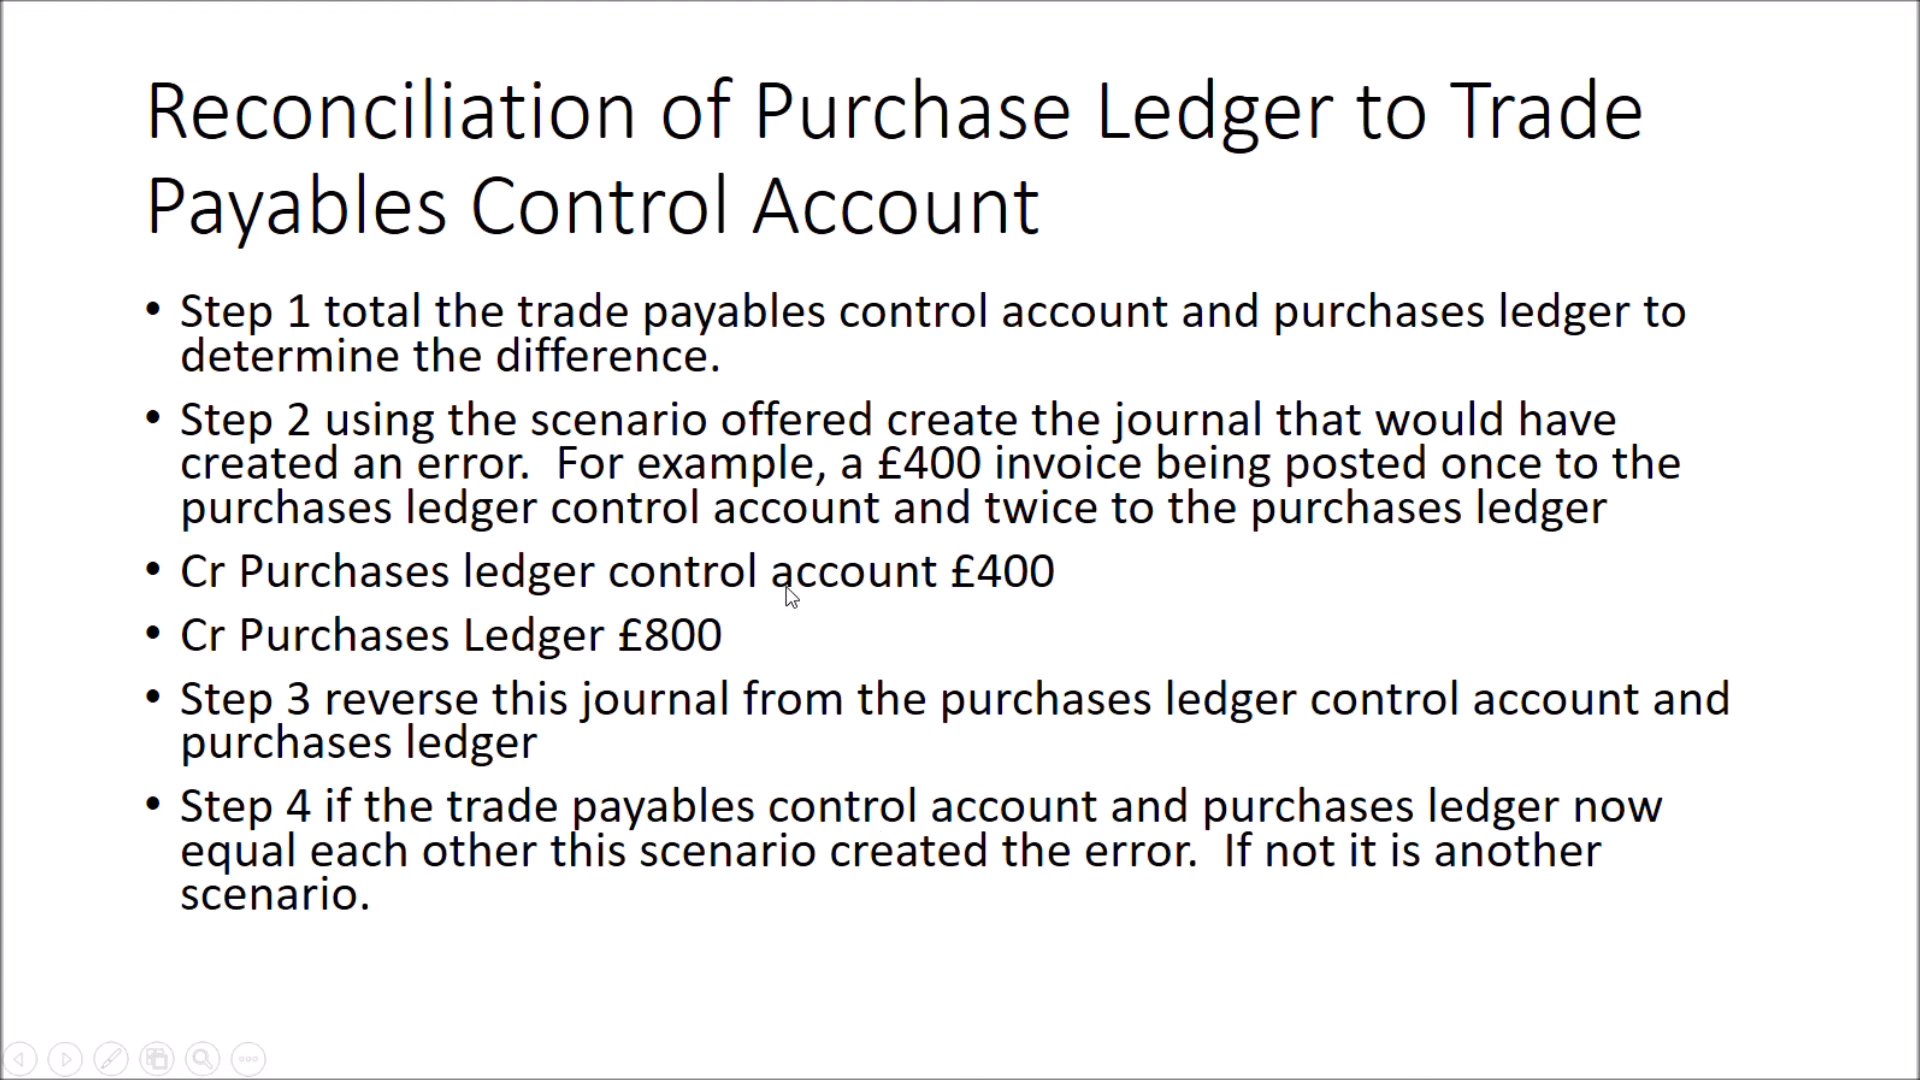 Reconciliation of Purchase Ledger to Trade
Payables Control Account
• Step 1 total the trade payables control account and purchases ledger to
determine the difference.
• Step 2 using the scenario offered create the journal that would have
created an error.  For example, a £400 invoice being posted once to the
purchases ledger control account and twice to the purchases ledger
• Cr Purchases ledger control account £400
• Cr Purchases Ledger £800
• Step 3 reverse this journal from the purchases ledger control account and
purchases ledger
• Step 4 if the trade payables control account and purchases ledger now
equal each other this scenario created the error.  If not it is another
scenario.